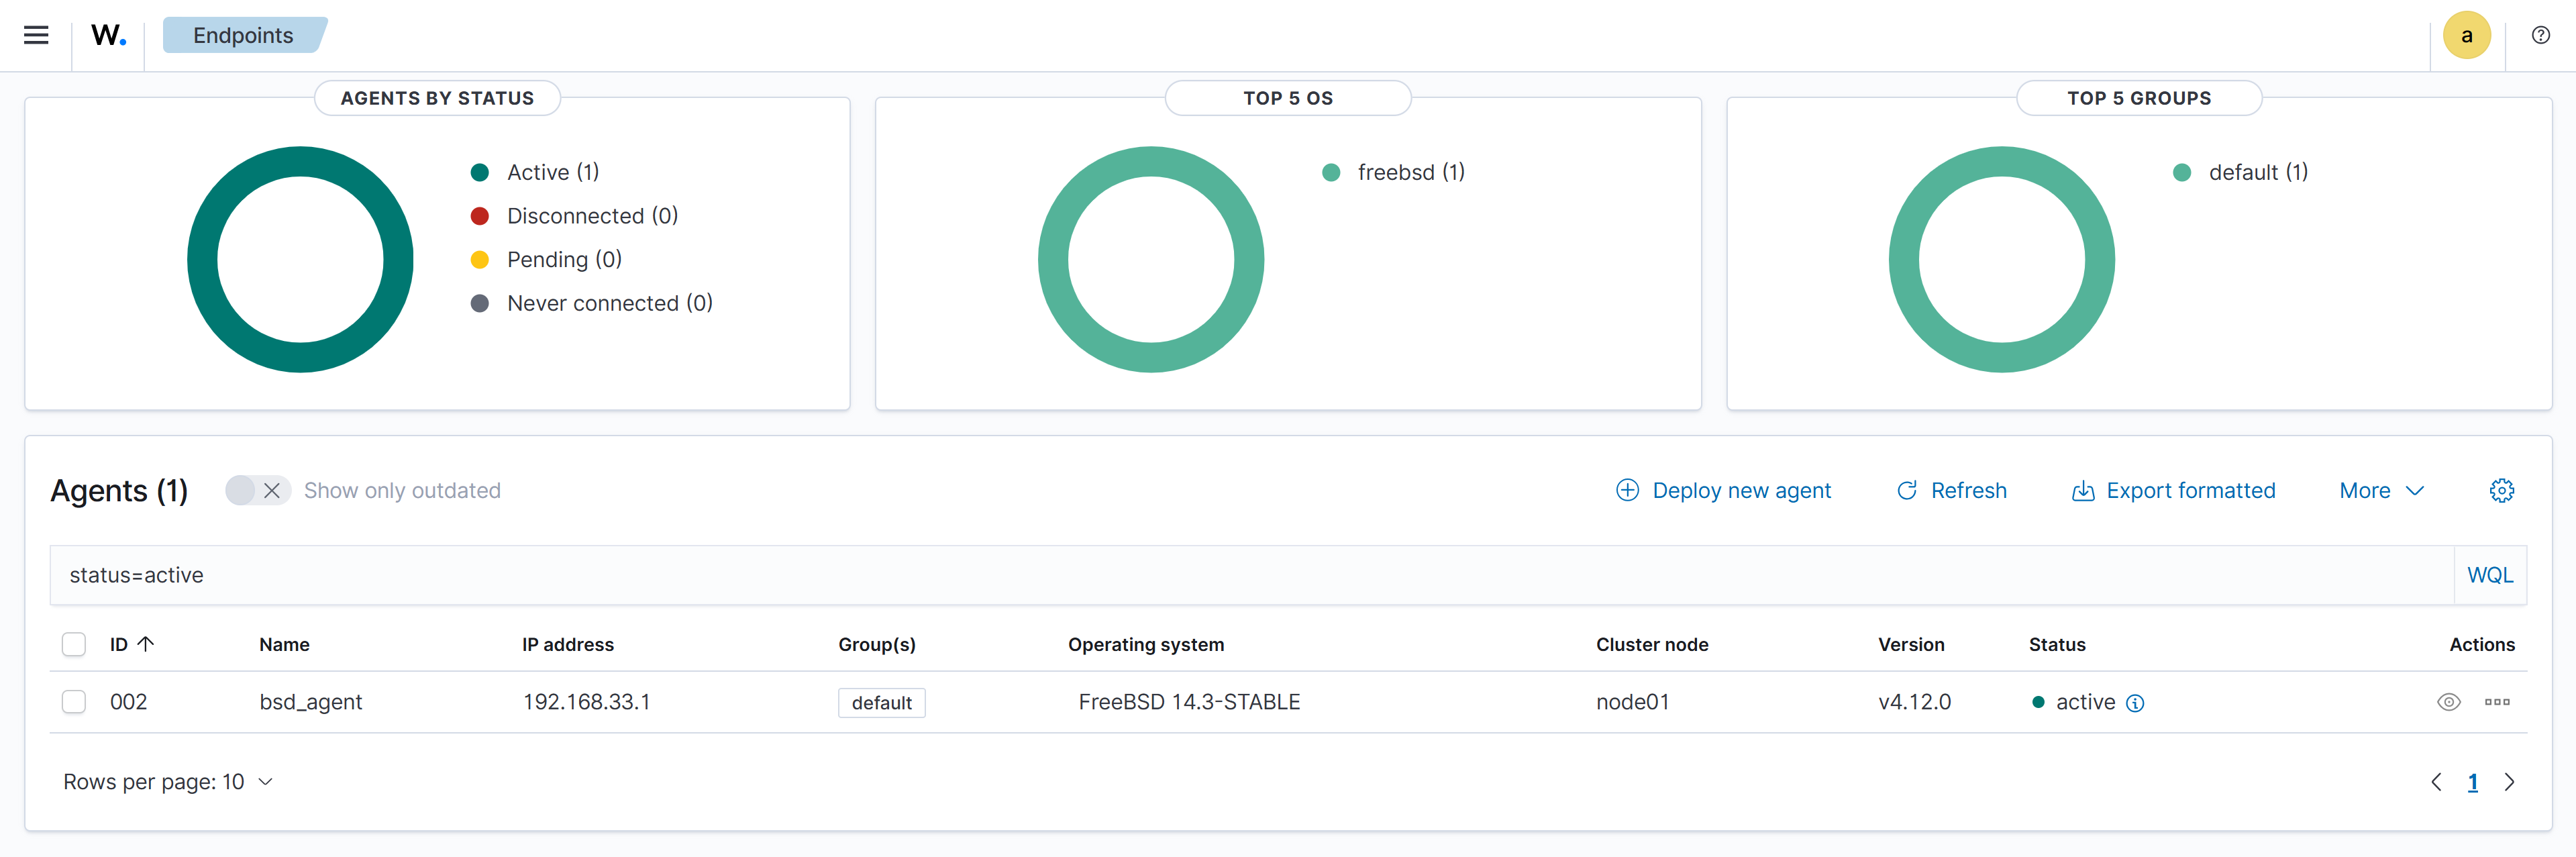 W. Endpoints a
AGENTS BY STATUS
Active (1)
Disconnected (0)
Pending (0)
Never connected (0)
TOP 5 OS
freebsd (1)
TOP 5 GROUPS
default (1)
Agents (1) Show only outdated Deploy new agent Refresh Export formatted More
status=active WQL
ID Name IP address Group(s) Operating system Cluster node Version Status Actions
002 bsd_agent 192.168.33.1 default FreeBSD 14.3-STABLE node01 v4.12.0 active
Rows per page: 10 1